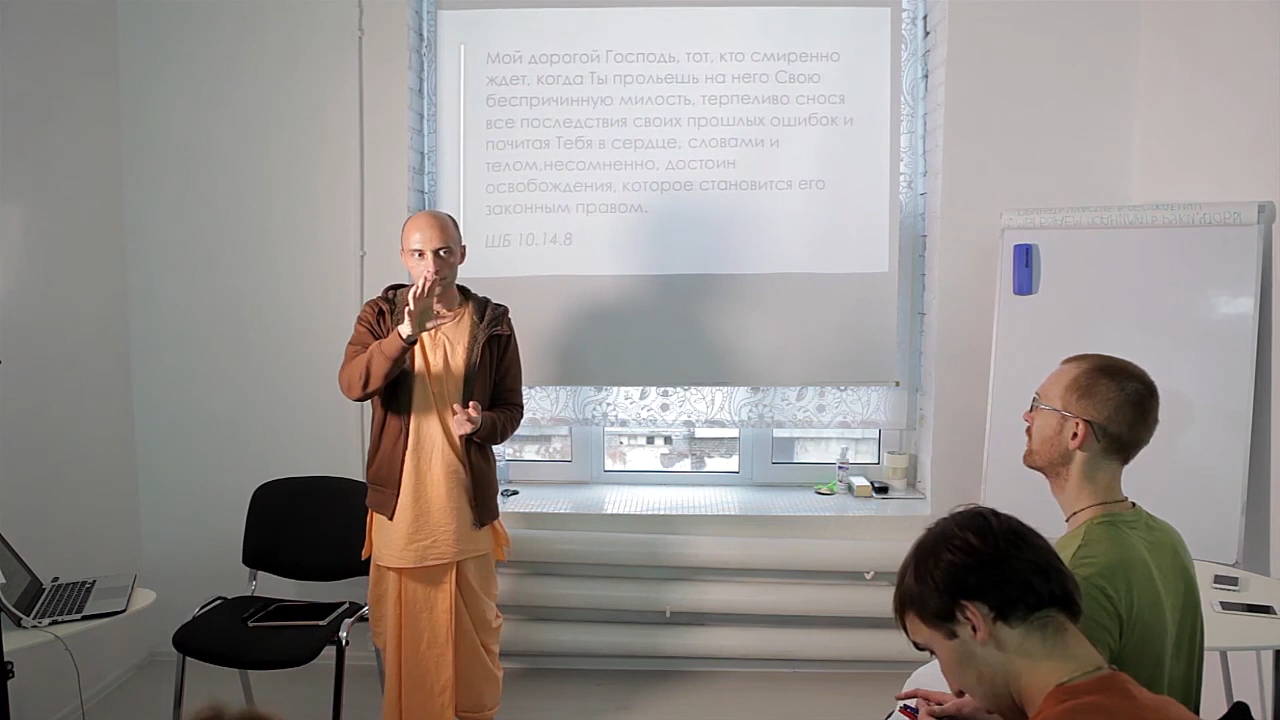 Мой дорогой Господь, тот, кто смиренно
ждет, когда Ты прольешь на него Свою
беспричинную милость, терпеливо снося
все последствия своих прошлых ошибок и
почитая Тебя в сердце, словами и
телом,несомненно, достоин
освобождения, которое становится его
законным правом.
ШБ 10.14.8